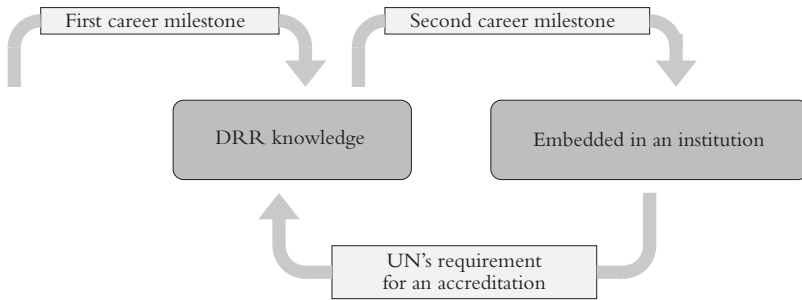 First career milestone
Second career milestone
DRR knowledge
Embedded in an institution
UN's requirement
for an accreditation